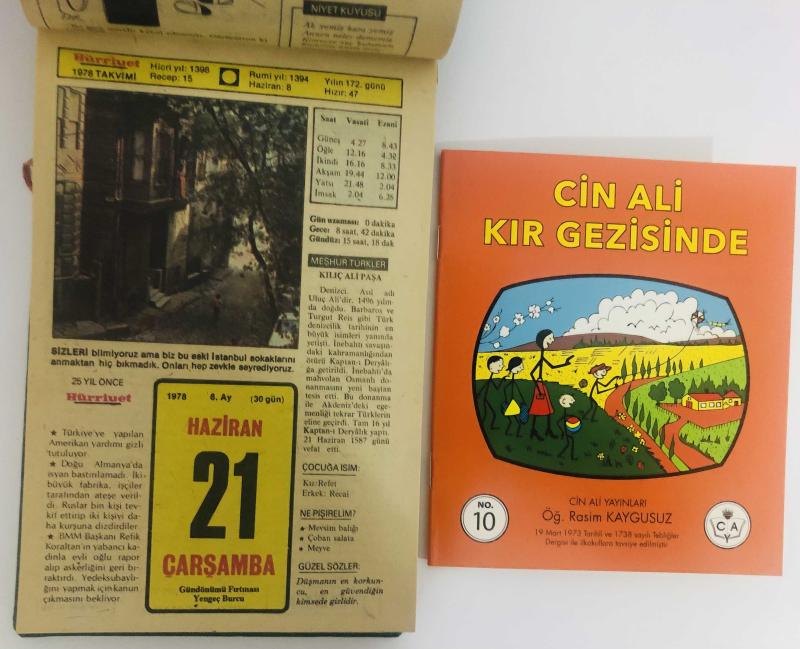 NİYET KUYUSU
Ak yemiş kara yemiş
Hürriyet
1978 TAKVİMİ
Hicri yıl: 1398
Recep: 15
Rumi yıl: 1394
Haziran: 8
Yılın 172. günü
Hızır: 47
Saat Vasati Ezani
Güneş 4.27 8.43
Öğle 12.16 4.32
İkindi 16.16 8.33
Akşam 19.44 12.00
Yatsı 21.48 2.04
İmsak 2.04 6.28
Gün uzaması: 0 dakika
Gece: 8 saat, 42 dakika
Gündüz: 15 saat, 18 dak
MEŞHUR TÜRKLER
KILIÇ ALİ PAŞA
Denizci. Asıl adı
Uluç Ali'dir. 1496 yılın-
da doğdu. Barbaros ve
Turgut Reis gibi Türk
denizcilik tarihinin en
büyük isimleri yanında
yetişti. İnebahtı savaşın-
daki kahramanlığından
ötürü Kaptan-ı Deryâlı-
ğa getirildi. İnebahtı'da
mahvolan Osmanlı do-
nanmasını yeni baştan
tesis etti. Bu donanma
ile Akdeniz'deki ege-
menliği tekrar Türklerin
eline geçirdi. Tam 16 yıl
Kaptan-ı Deryâlık yaptı.
21 Haziran 1587 günü
vefat etti.
ÇOCUĞA İSİM:
Kız:Refet
Erkek: Recai
NE PİŞİRELİM?
★ Mevsim balığı
★ Çoban salata
★ Meyve
GÜZEL SÖZLER:
Düşmanın en korkun-
cu, en güvendiğin
kimsede gizlidir.
SİZLERİ bilmiyoruz ama biz bu eski İstanbul sokaklarını
anmaktan hiç bıkmadık. Onları hep zevkle seyrediyoruz.
25 YIL ÖNCE
Hürriyet
★ Türkiye'ye yapılan
Amerikan yardımı gizli
tutuluyor.
★ Doğu Almanya'da
isyan bastırılamadı. İki
büyük fabrika, işçiler
tarafından ateşe veril-
di. Ruslar bin kişi tev-
kif ettirip iki kişiyi da-
ha kurşuna dizdirdiler.
★ BMM Başkanı Refik
Koraltan'ın yabancı ka-
dınla evli oğlu rapor
alıp askerliğini geri bı-
raktırdı. Yedeksubaylı-
ğını yapmak için kanun
çıkmasını bekliyor.
1978 6. Ay (30 gün)
HAZİRAN
21
ÇARŞAMBA
Gündönümü Fırtınası
Yengeç Burcu
CİN ALİ
KIR GEZİSİNDE
NO.
10
CİN ALİ YAYINLARI
Öğ. Rasim KAYGUSUZ
19 Mart 1973 Tarihli ve 1738 sayılı Tebliğler
Dergisi ile ilkokullara tavsiye edilmiştir
C A
Y